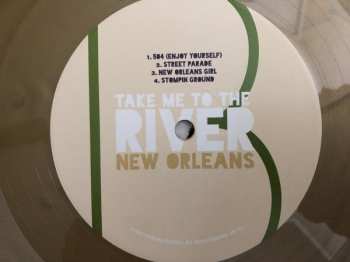 1. 504 (ENJOY YOURSELF)
2. STREET PARADE
3. NEW ORLEANS GIRL
4. STOMPIN GROUND
TAKE ME TO THE
RIVER
NEW ORLEANS